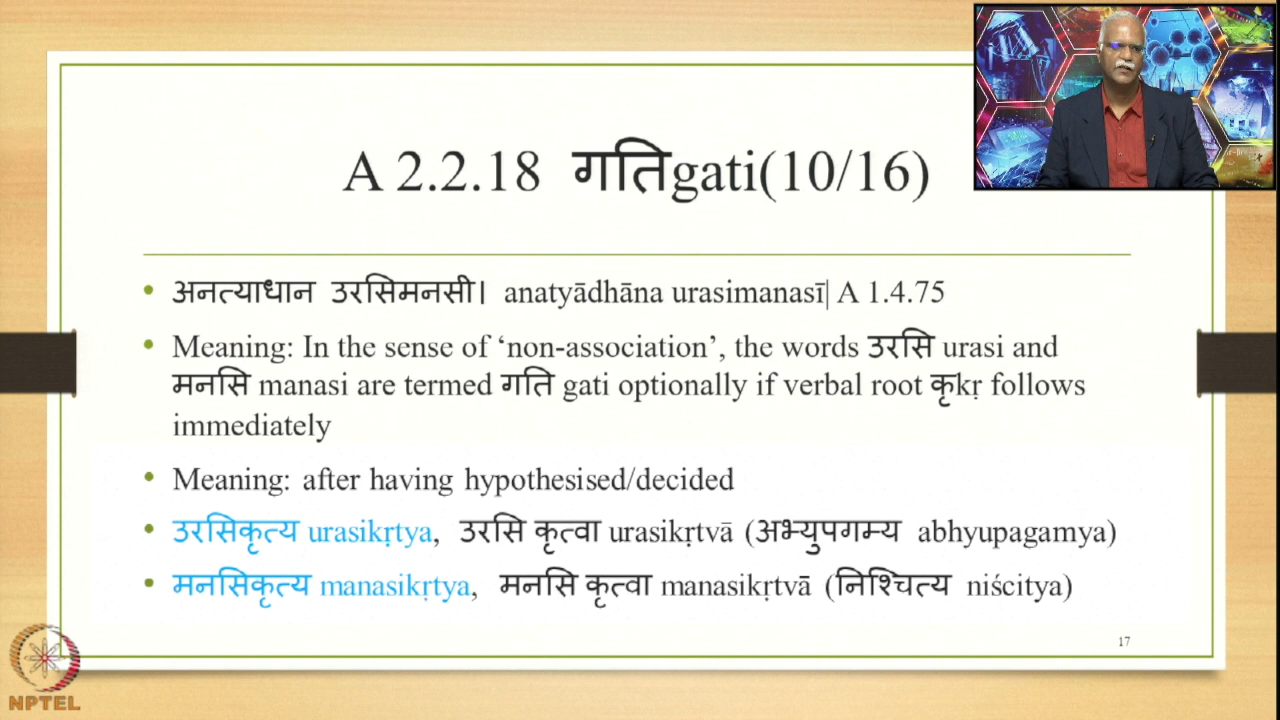 A 2.2.18 गतिgati(10/16)
अनत्याधान उरसिमनसी। anatyādhāna urasimanasī| A 1.4.75
Meaning: In the sense of ‘non-association’, the words उरसि urasi and
मनसि manasi are termed गति gati optionally if verbal root कृkṛ follows
immediately
Meaning: after having hypothesised/decided
उरसिकृत्य urasikṛtya, उरसि कृत्वा urasikṛtvā (अभ्युपगम्य abhyupagamya)
मनसिकृत्य manasikṛtya, मनसि कृत्वा manasikṛtvā (निश्चित्य niścitya)
17
NPTEL